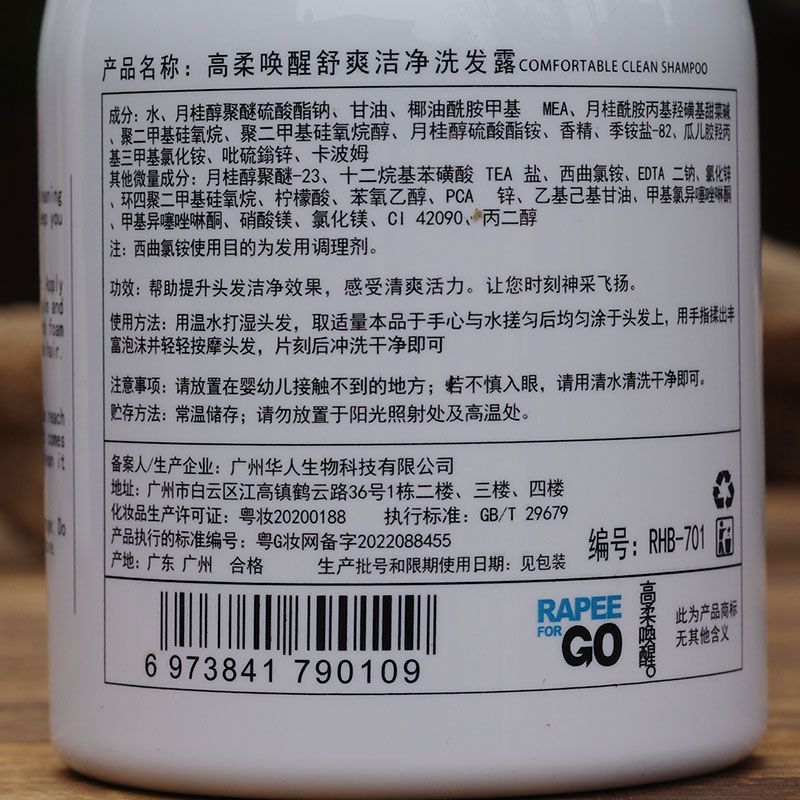 产品名称：高柔唤醒舒爽洁净洗发露COMFORTABLE CLEAN SHAMPOO
成分：水、月桂醇聚醚硫酸酯钠、甘油、椰油酰胺甲基 MEA、月桂酰胺丙基羟磺基甜菜碱
、聚二甲基硅氧烷、聚二甲基硅氧烷醇、月桂醇硫酸酯铵、香精、季铵盐-82、瓜儿胶羟丙
基三甲基氯化铵、吡硫鎓锌、卡波姆
其他微量成分：月桂醇聚醚-23、十二烷基苯磺酸 TEA 盐、西曲氯铵、EDTA 二钠、氯化锌
、环四聚二甲基硅氧烷、柠檬酸、苯氧乙醇、PCA 锌、乙基己基甘油、甲基氯异噻唑啉酮
、甲基异噻唑啉酮、硝酸镁、氯化镁、CI 42090、丙二醇
注：西曲氯铵使用目的为发用调理剂。
功效：帮助提升头发洁净效果，感受清爽活力。让您时刻神采飞扬。
使用方法：用温水打湿头发，取适量本品于手心与水搓匀后均匀涂于头发上，用手指揉出丰
富泡沫并轻轻按摩头发，片刻后冲洗干净即可
注意事项：请放置在婴幼儿接触不到的地方；若不慎入眼，请用清水清洗干净即可。
贮存方法：常温储存；请勿放置于阳光照射处及高温处。
备案人/生产企业：广州华人生物科技有限公司
地址：广州市白云区江高镇鹤云路36号1栋二楼、三楼、四楼
化妆品生产许可证：粤妆20200188 执行标准：GB/T 29679
产品执行的标准编号：粤G妆网备字2022088455
产地：广东 广州 合格 生产批号和限期使用日期：见包装
编号：RHB-701
6 973841 790109
RAPEE
FOR GO
高柔唤醒。
此为产品商标
无其他含义